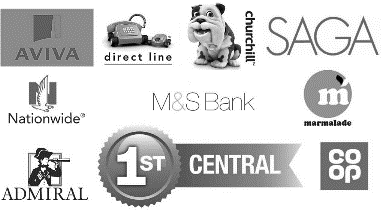 AVIVA
direct line
churchill
SAGA
Nationwide®
M&S Bank
m
marmalade
ADMIRAL
1ST CENTRAL
CO
OP